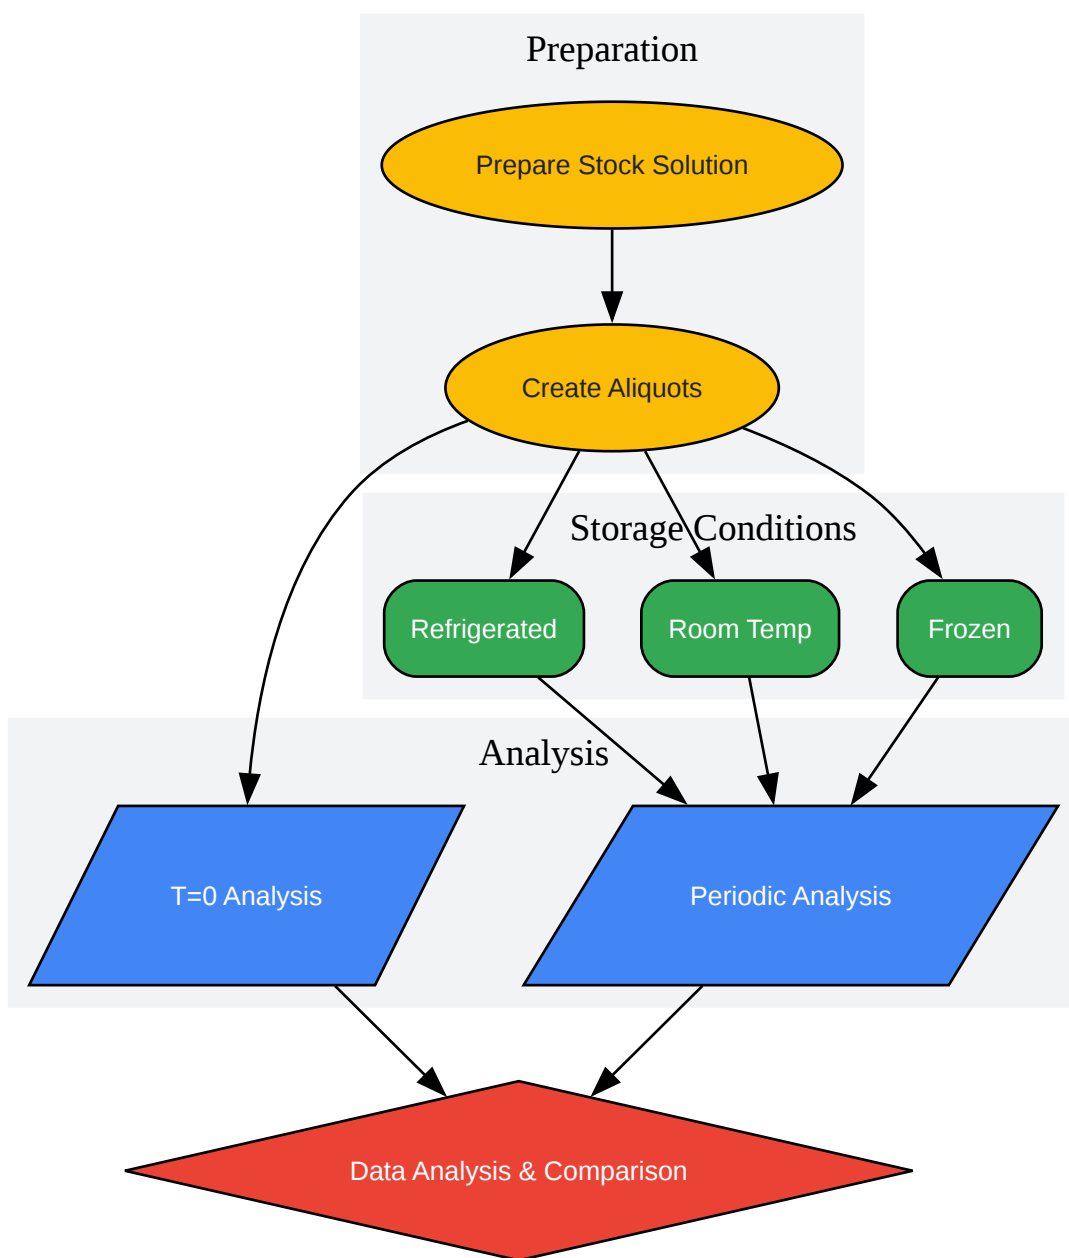 Preparation
Prepare Stock Solution
Create Aliquots
Storage Conditions
Refrigerated
Room Temp
Frozen
Analysis
T=0 Analysis
Periodic Analysis
Data Analysis & Comparison